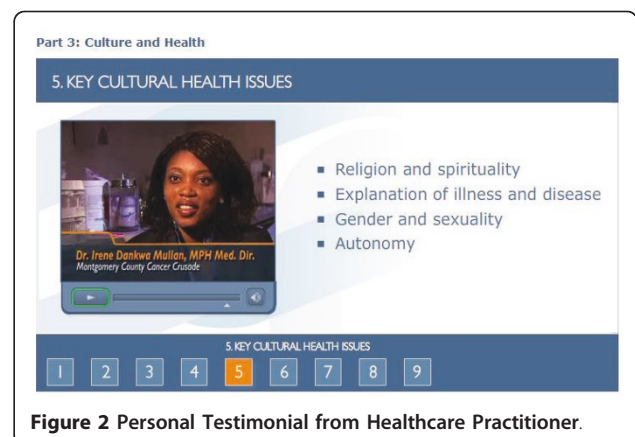 Part 3: Culture and Health
5. KEY CULTURAL HEALTH ISSUES
Dr. Irene Dankwa Mullan, MPH Med. Dir.
Montgomery County Cancer Crusade
▪ Religion and spirituality
▪ Explanation of illness and disease
▪ Gender and sexuality
▪ Autonomy
5. KEY CULTURAL HEALTH ISSUES
1 2 3 4 5 6 7 8 9
Figure 2 Personal Testimonial from Healthcare Practitioner.